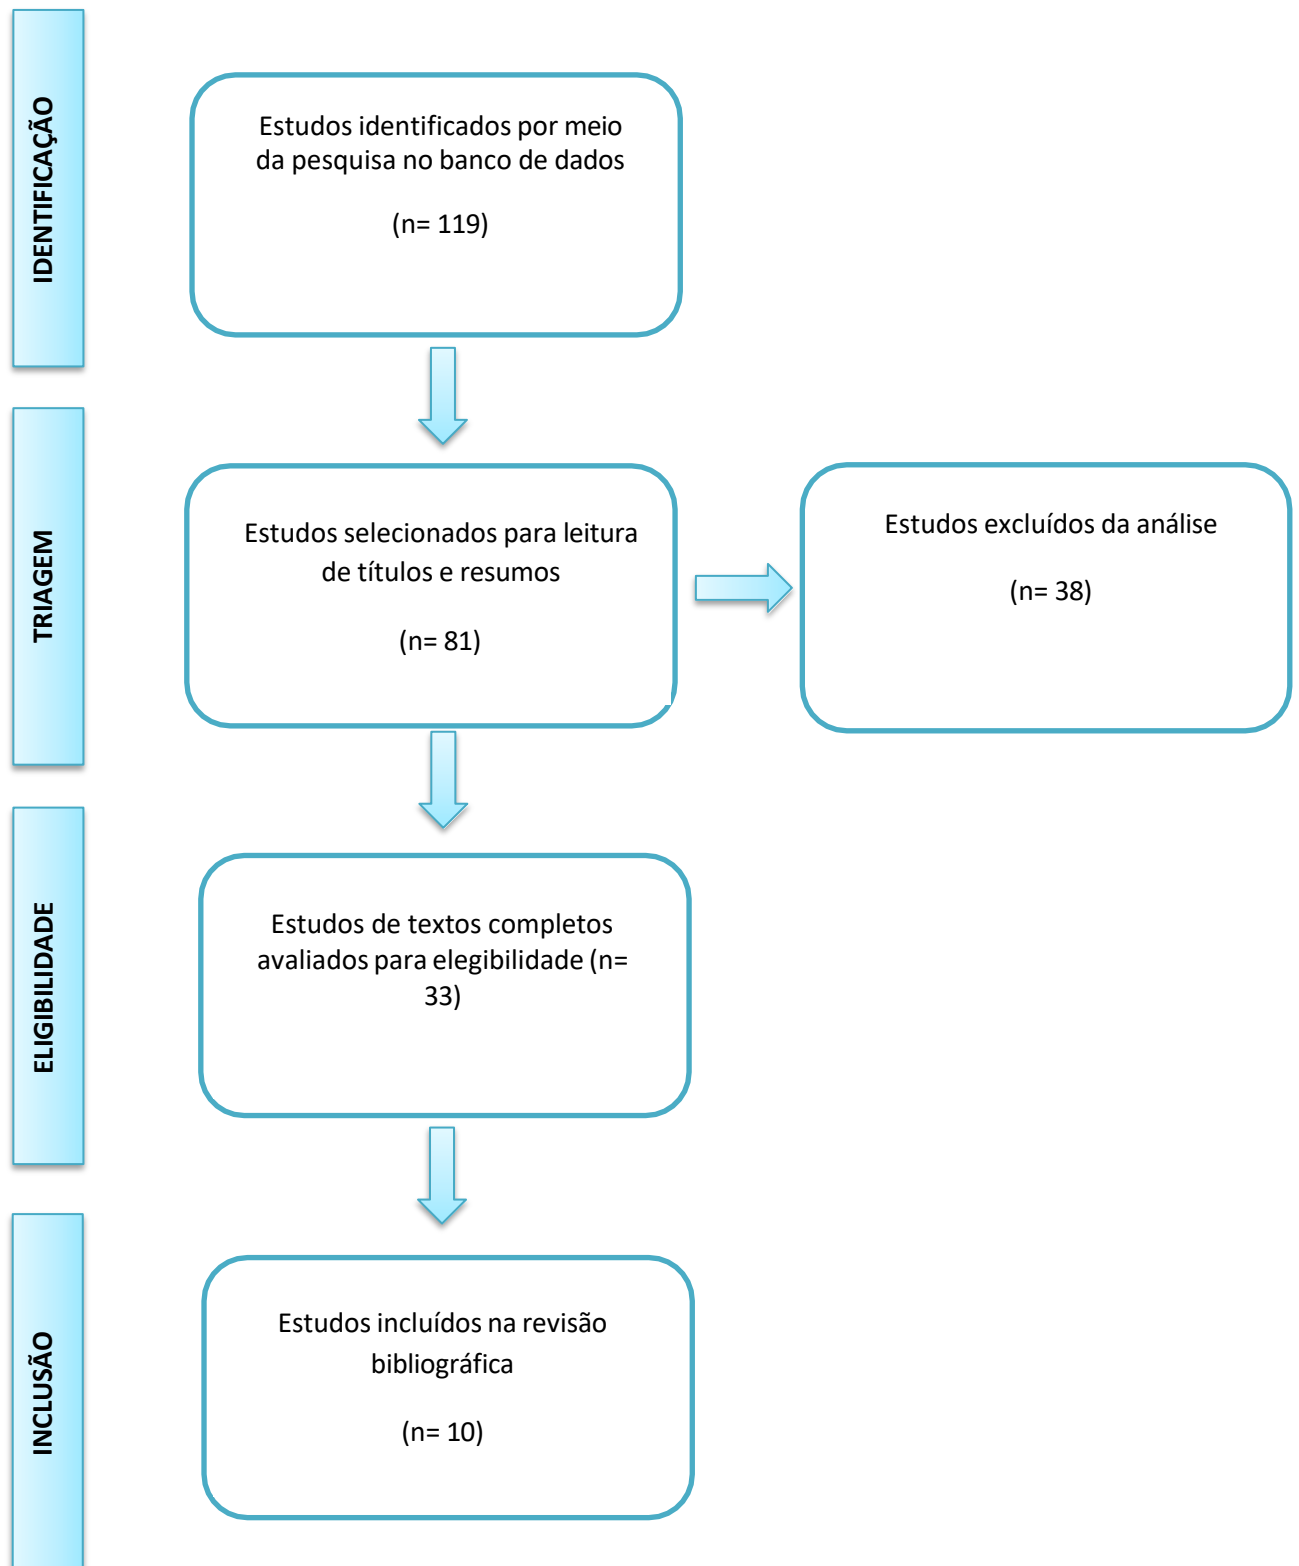 IDENTIFICAÇÃO
Estudos identificados por meio
da pesquisa no banco de dados
(n= 119)
TRIAGEM
Estudos selecionados para leitura
de títulos e resumos
(n= 81)
Estudos excluídos da análise
(n= 38)
ELIGIBILIDADE
Estudos de textos completos
avaliados para elegibilidade (n=
33)
INCLUSÃO
Estudos incluídos na revisão
bibliográfica
(n= 10)